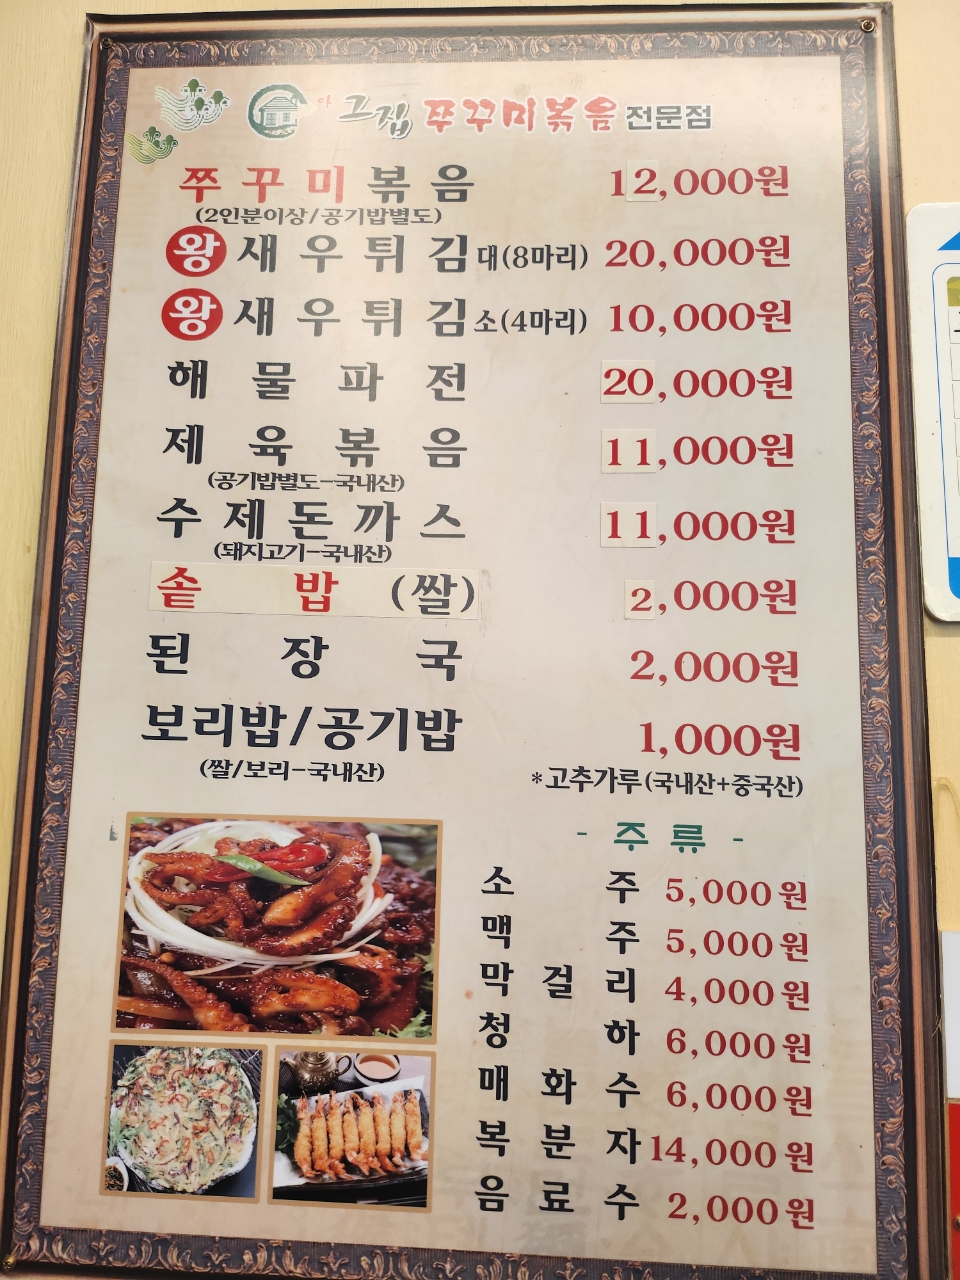 아 그집 쭈꾸미볶음 전문점
쭈꾸미볶음 12,000원
(2인분이상/공기밥별도)
왕새우튀김 대(8마리) 20,000원
왕새우튀김 소(4마리) 10,000원
해물파전 20,000원
제육볶음 11,000원
(공기밥별도-국내산)
수제돈까스 11,000원
(돼지고기-국내산)
솥밥(쌀) 2,000원
된장국 2,000원
보리밥/공기밥 1,000원
(쌀/보리-국내산)
*고추가루(국내산+중국산)
- 주류 -
소주 5,000원
맥주 5,000원
막걸리 4,000원
청하 6,000원
매화수 6,000원
복분자 14,000원
음료수 2,000원